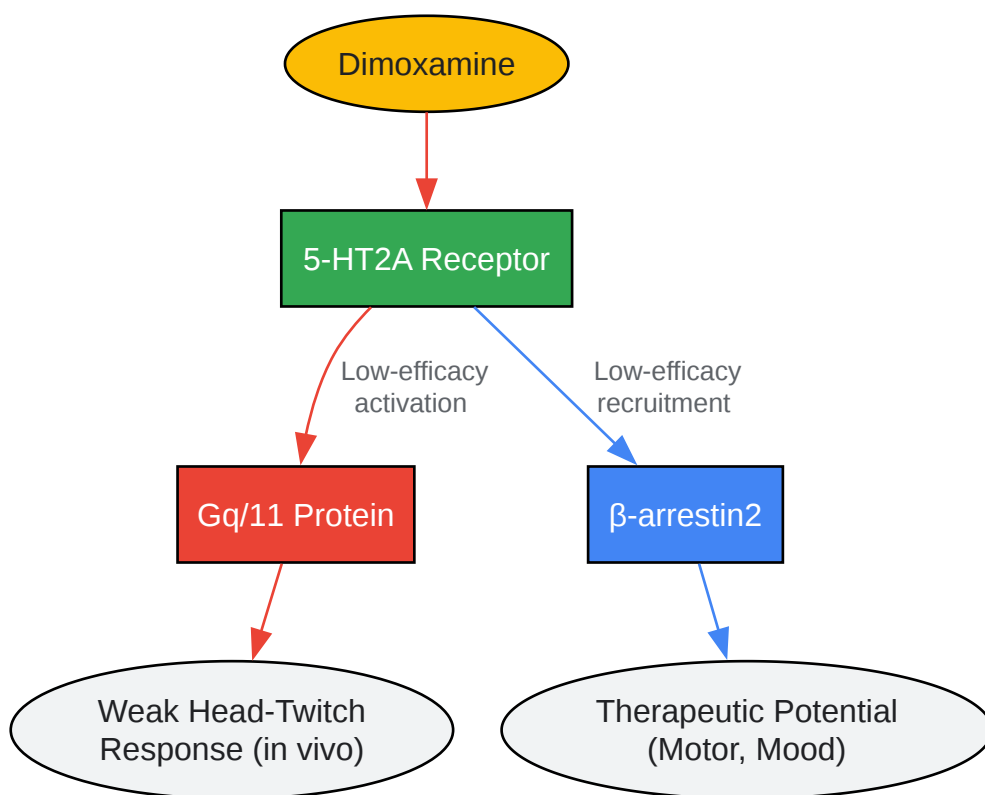 Dimoxamine
5-HT2A Receptor
Low-efficacy
activation
Low-efficacy
recruitment
Gq/11 Protein
β-arrestin2
Weak Head-Twitch
Response (in vivo)
Therapeutic Potential
(Motor, Mood)